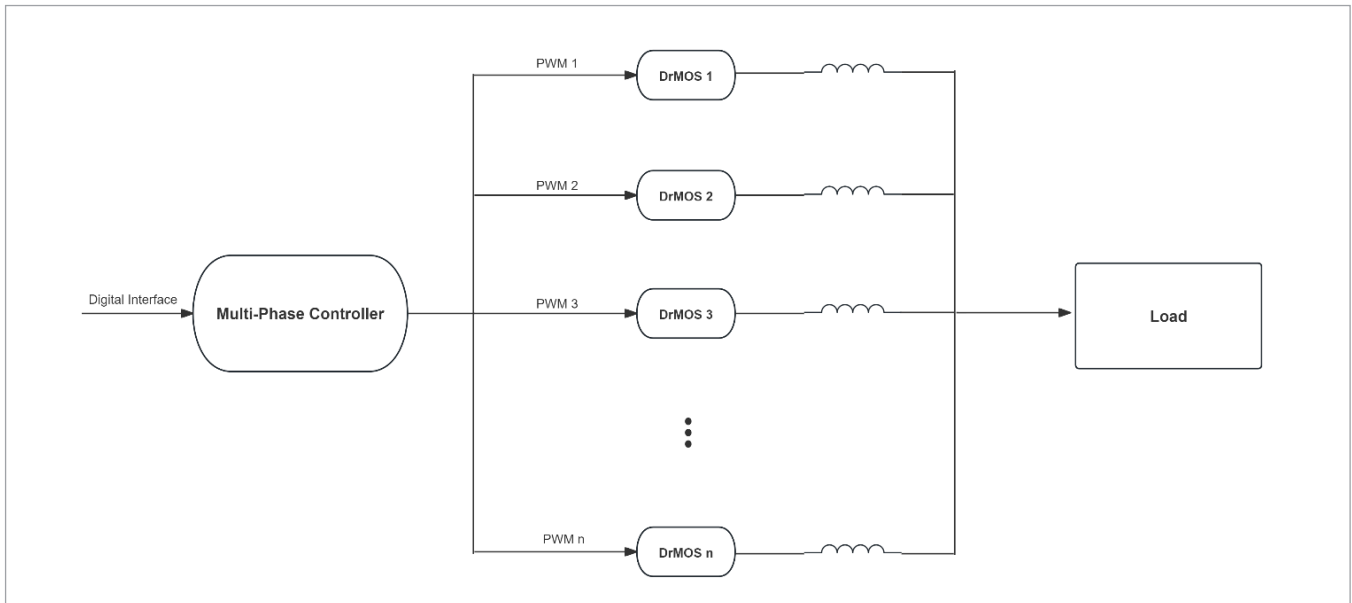 PWM 1
DrMOS 1
PWM 2
DrMOS 2
Digital Interface
Multi-Phase Controller
PWM 3
DrMOS 3
Load
PWM n
DrMOS n